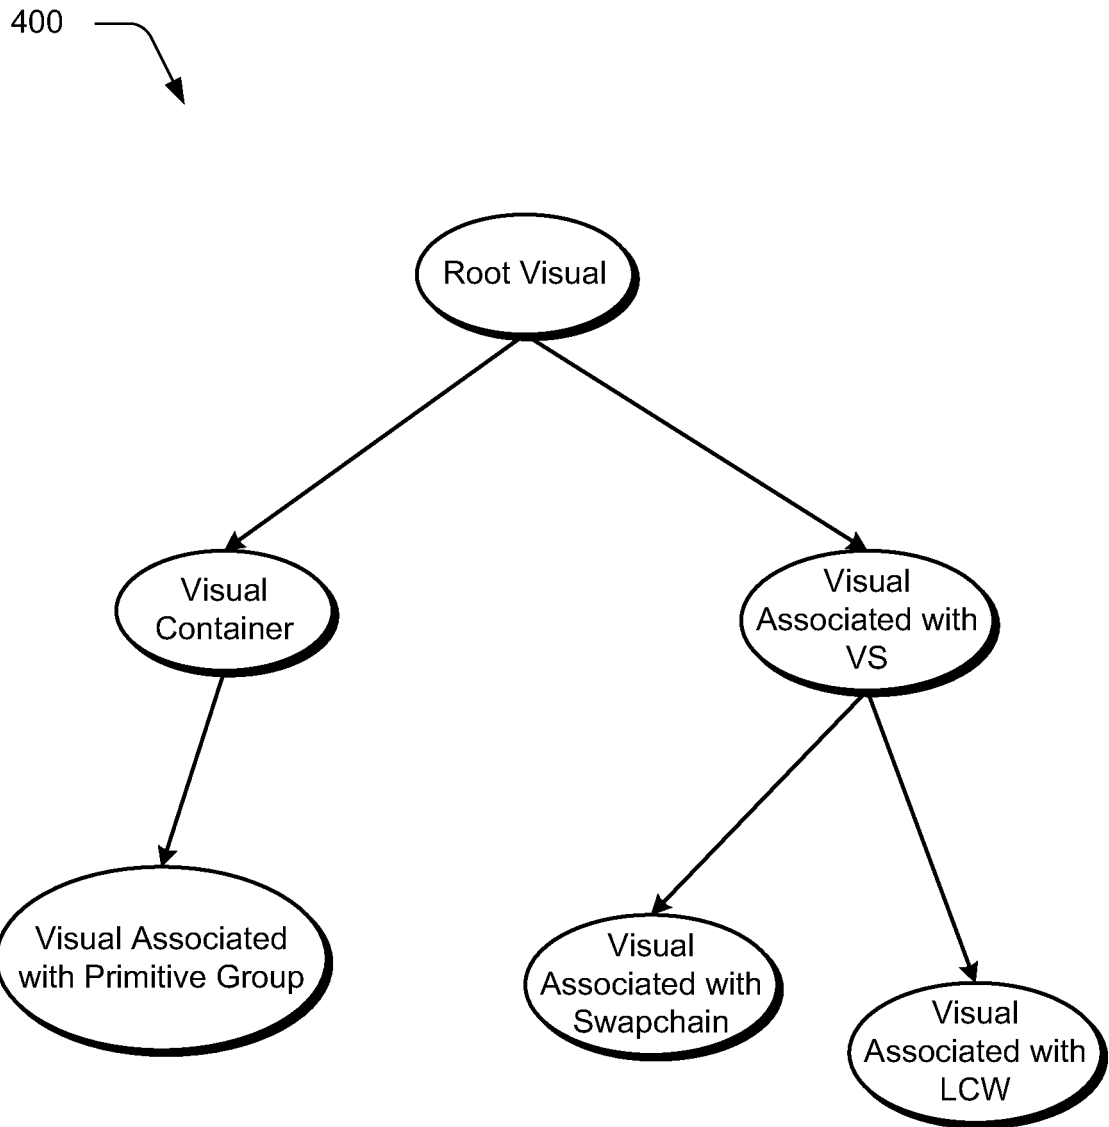 400
Root Visual
Visual
Container
Visual
Associated with
VS
Visual Associated
with Primitive Group
Visual
Associated with
Swapchain
Visual
Associated with
LCW